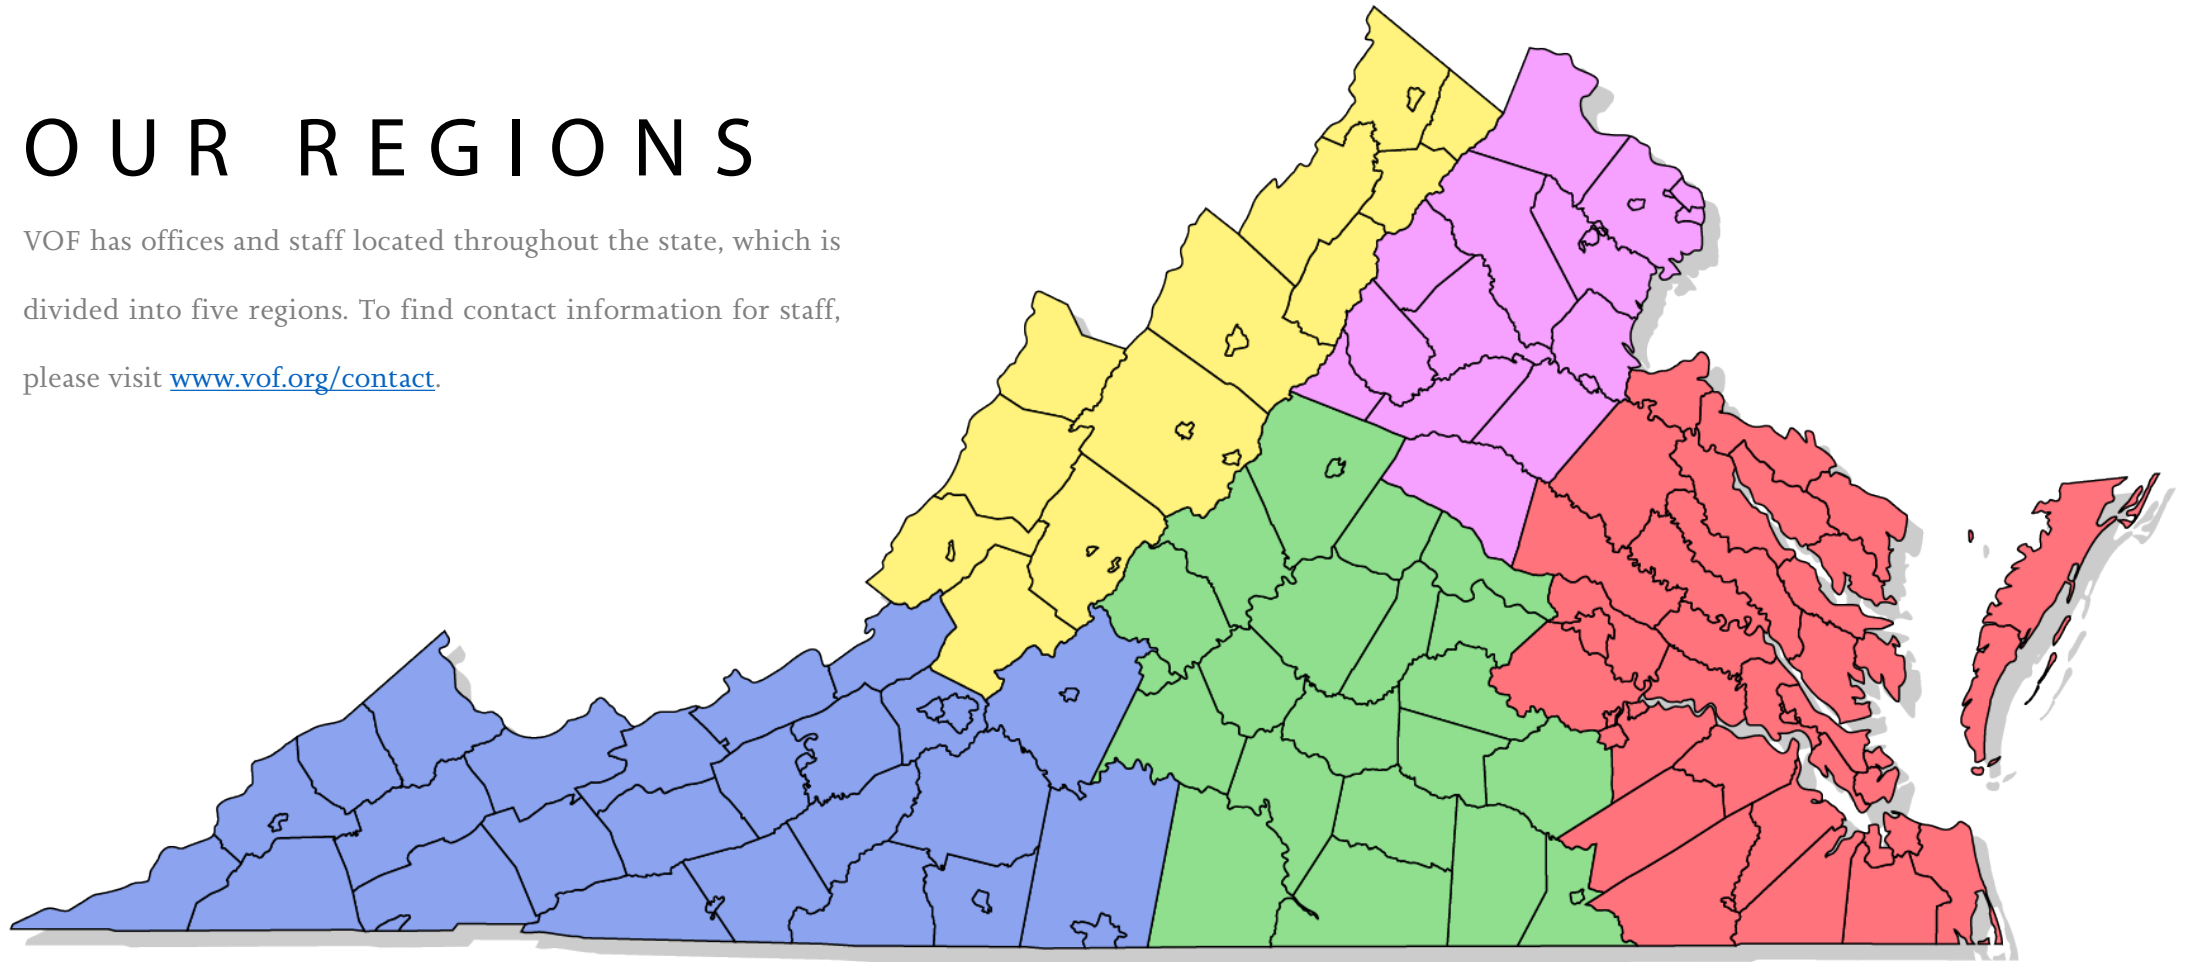 OUR REGIONS
VOF has offices and staff located throughout the state, which is
divided into five regions. To find contact information for staff,
please visit www.vof.org/contact.